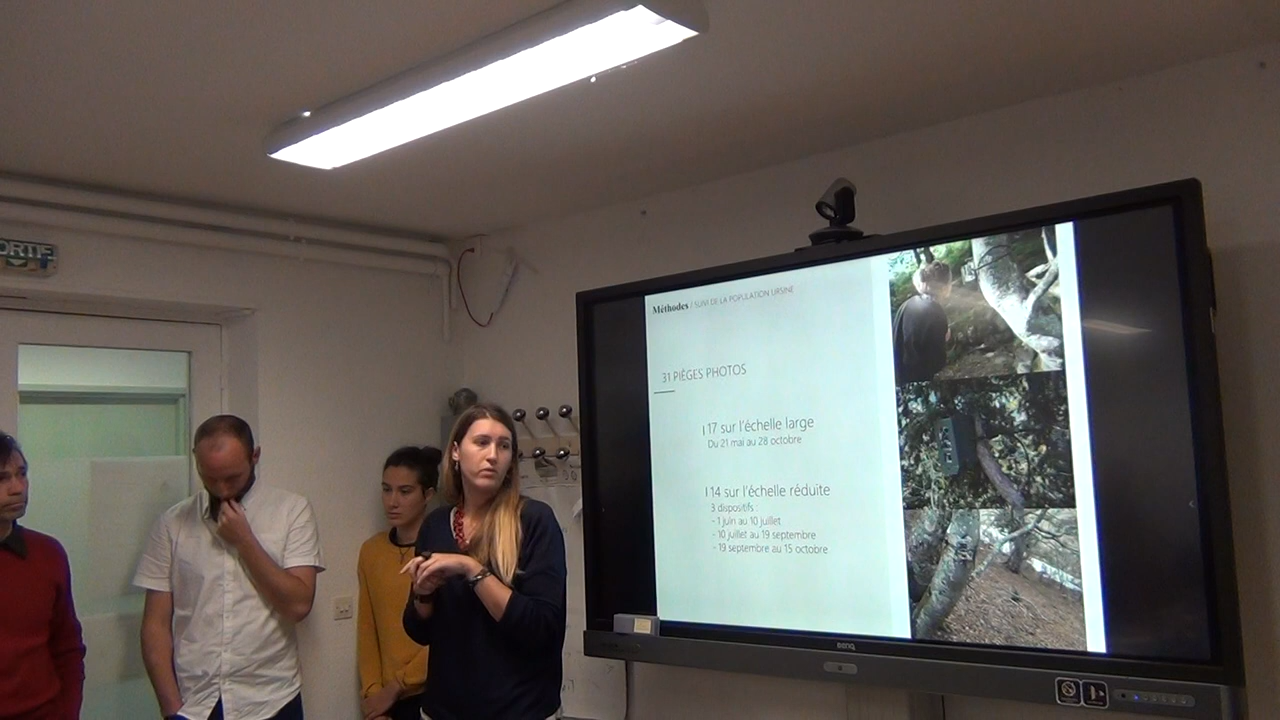 ORTIE
Méthodes / SUIVI DE LA POPULATION URSINE
31 PIÈGES PHOTOS
17 sur l'échelle large
Du 21 mai au 28 octobre
14 sur l'échelle réduite
3 dispositifs :
- 1 juin au 10 juillet
- 10 juillet au 19 septembre
- 19 septembre au 15 octobre
BenQ